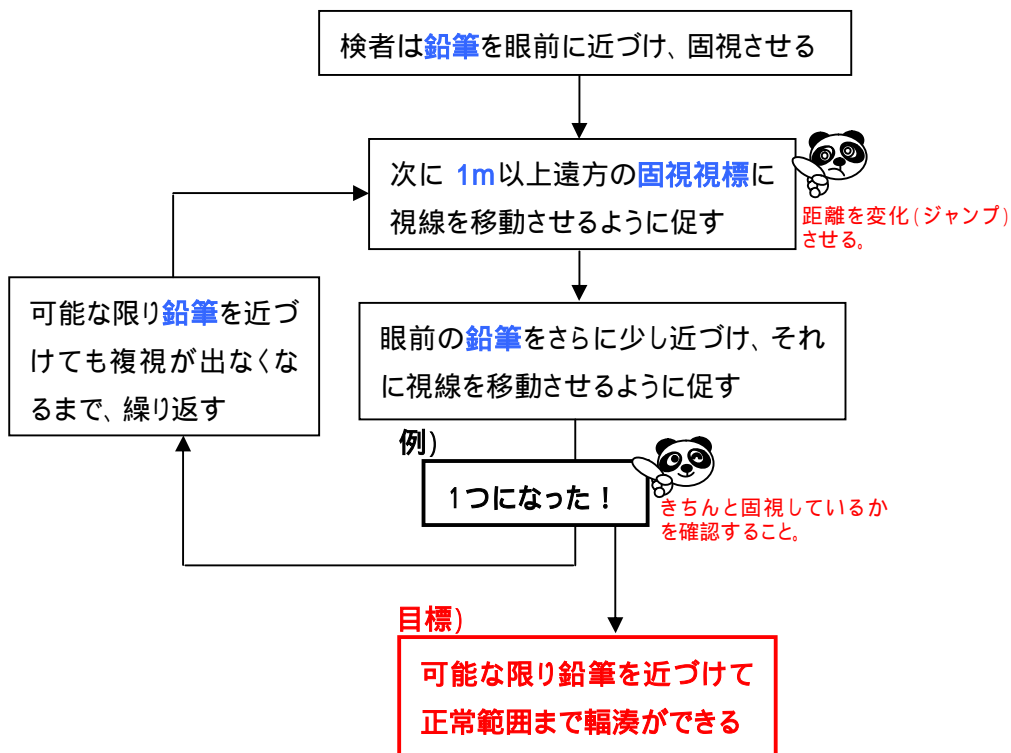 検者は鉛筆を眼前に近づけ、固視させる
次に 1m以上遠方の固視視標に
視線を移動させるように促す
距離を変化(ジャンプ)
させる。
可能な限り鉛筆を近づ
けても複視が出なくな
るまで、繰り返す
眼前の鉛筆をさらに少し近づけ、それ
に視線を移動させるように促す
例)
1つになった！
きちんと固視しているか
を確認すること。
目標)
可能な限り鉛筆を近づけて
正常範囲まで輻湊ができる